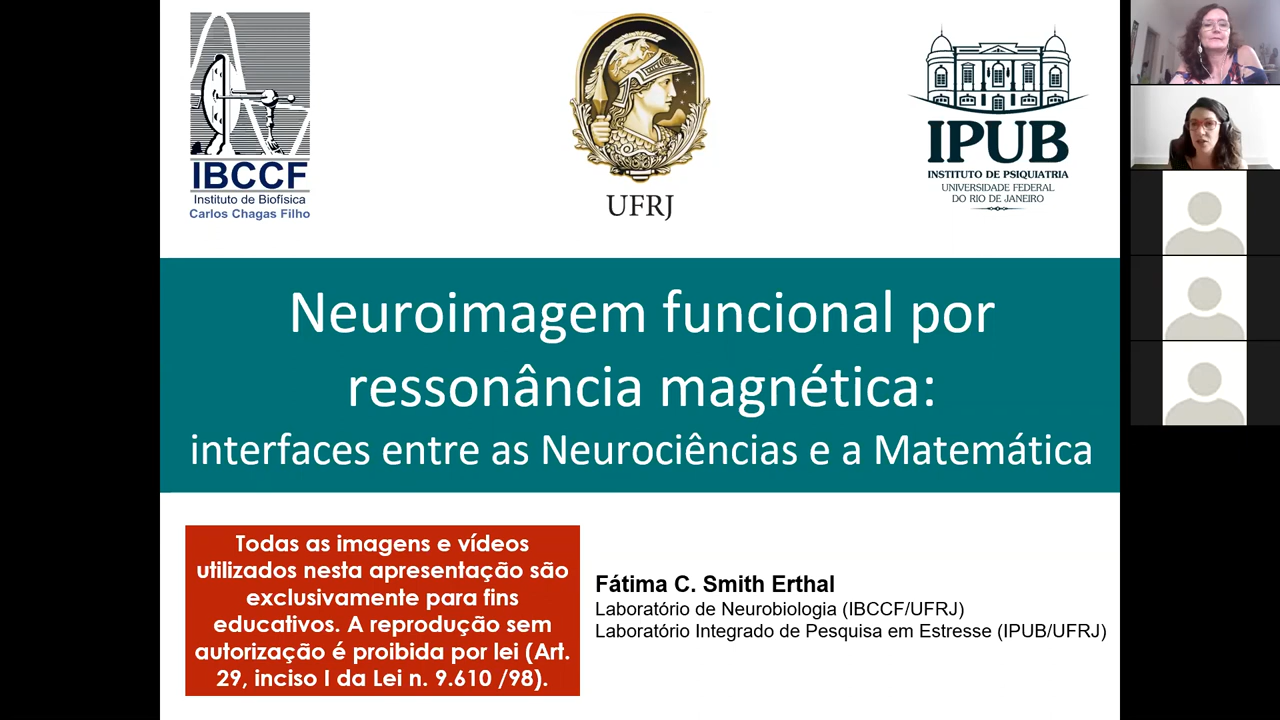 IBCCF
Instituto de Biofísica
Carlos Chagas Filho
UFRJ
IPUB
INSTITUTO DE PSIQUIATRIA
UNIVERSIDADE FEDERAL
DO RIO DE JANEIRO
Neuroimagem funcional por
ressonância magnética:
interfaces entre as Neurociências e a Matemática
Todas as imagens e vídeos
utilizados nesta apresentação são
exclusivamente para fins
educativos. A reprodução sem
autorização é proibida por lei (Art.
29, inciso I da Lei n. 9.610 /98).
Fátima C. Smith Erthal
Laboratório de Neurobiologia (IBCCF/UFRJ)
Laboratório Integrado de Pesquisa em Estresse (IPUB/UFRJ)